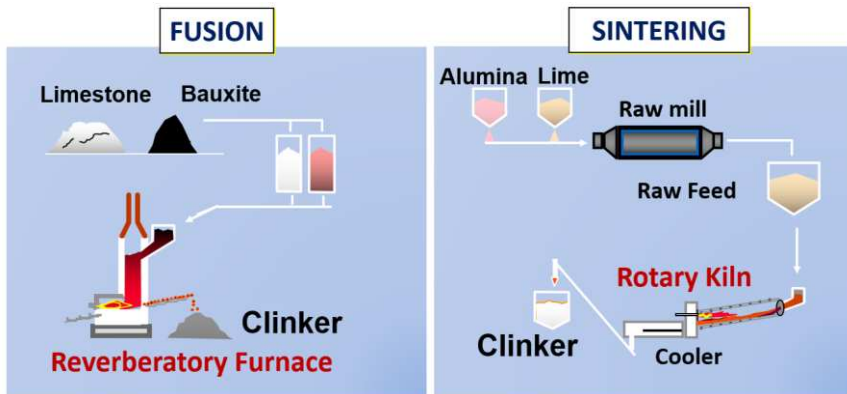 FUSION
Limestone Bauxite
Clinker
Reverberatory Furnace
SINTERING
Alumina Lime
Raw mill
Raw Feed
Rotary Kiln
Clinker
Cooler